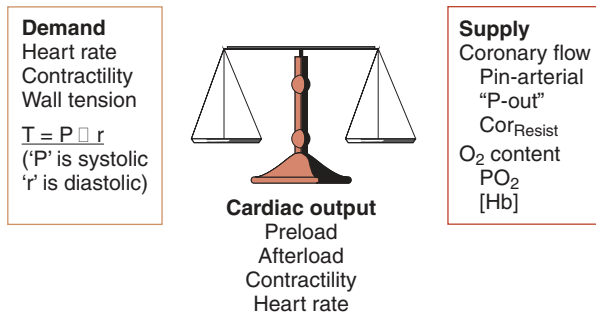 Demand
Heart rate
Contractility
Wall tension
T = P □ r
('P' is systolic
'r' is diastolic)
Cardiac output
Preload
Afterload
Contractility
Heart rate
Supply
Coronary flow
Pin-arterial
"P-out"
Cor_Resist
O₂ content
PO₂
[Hb]